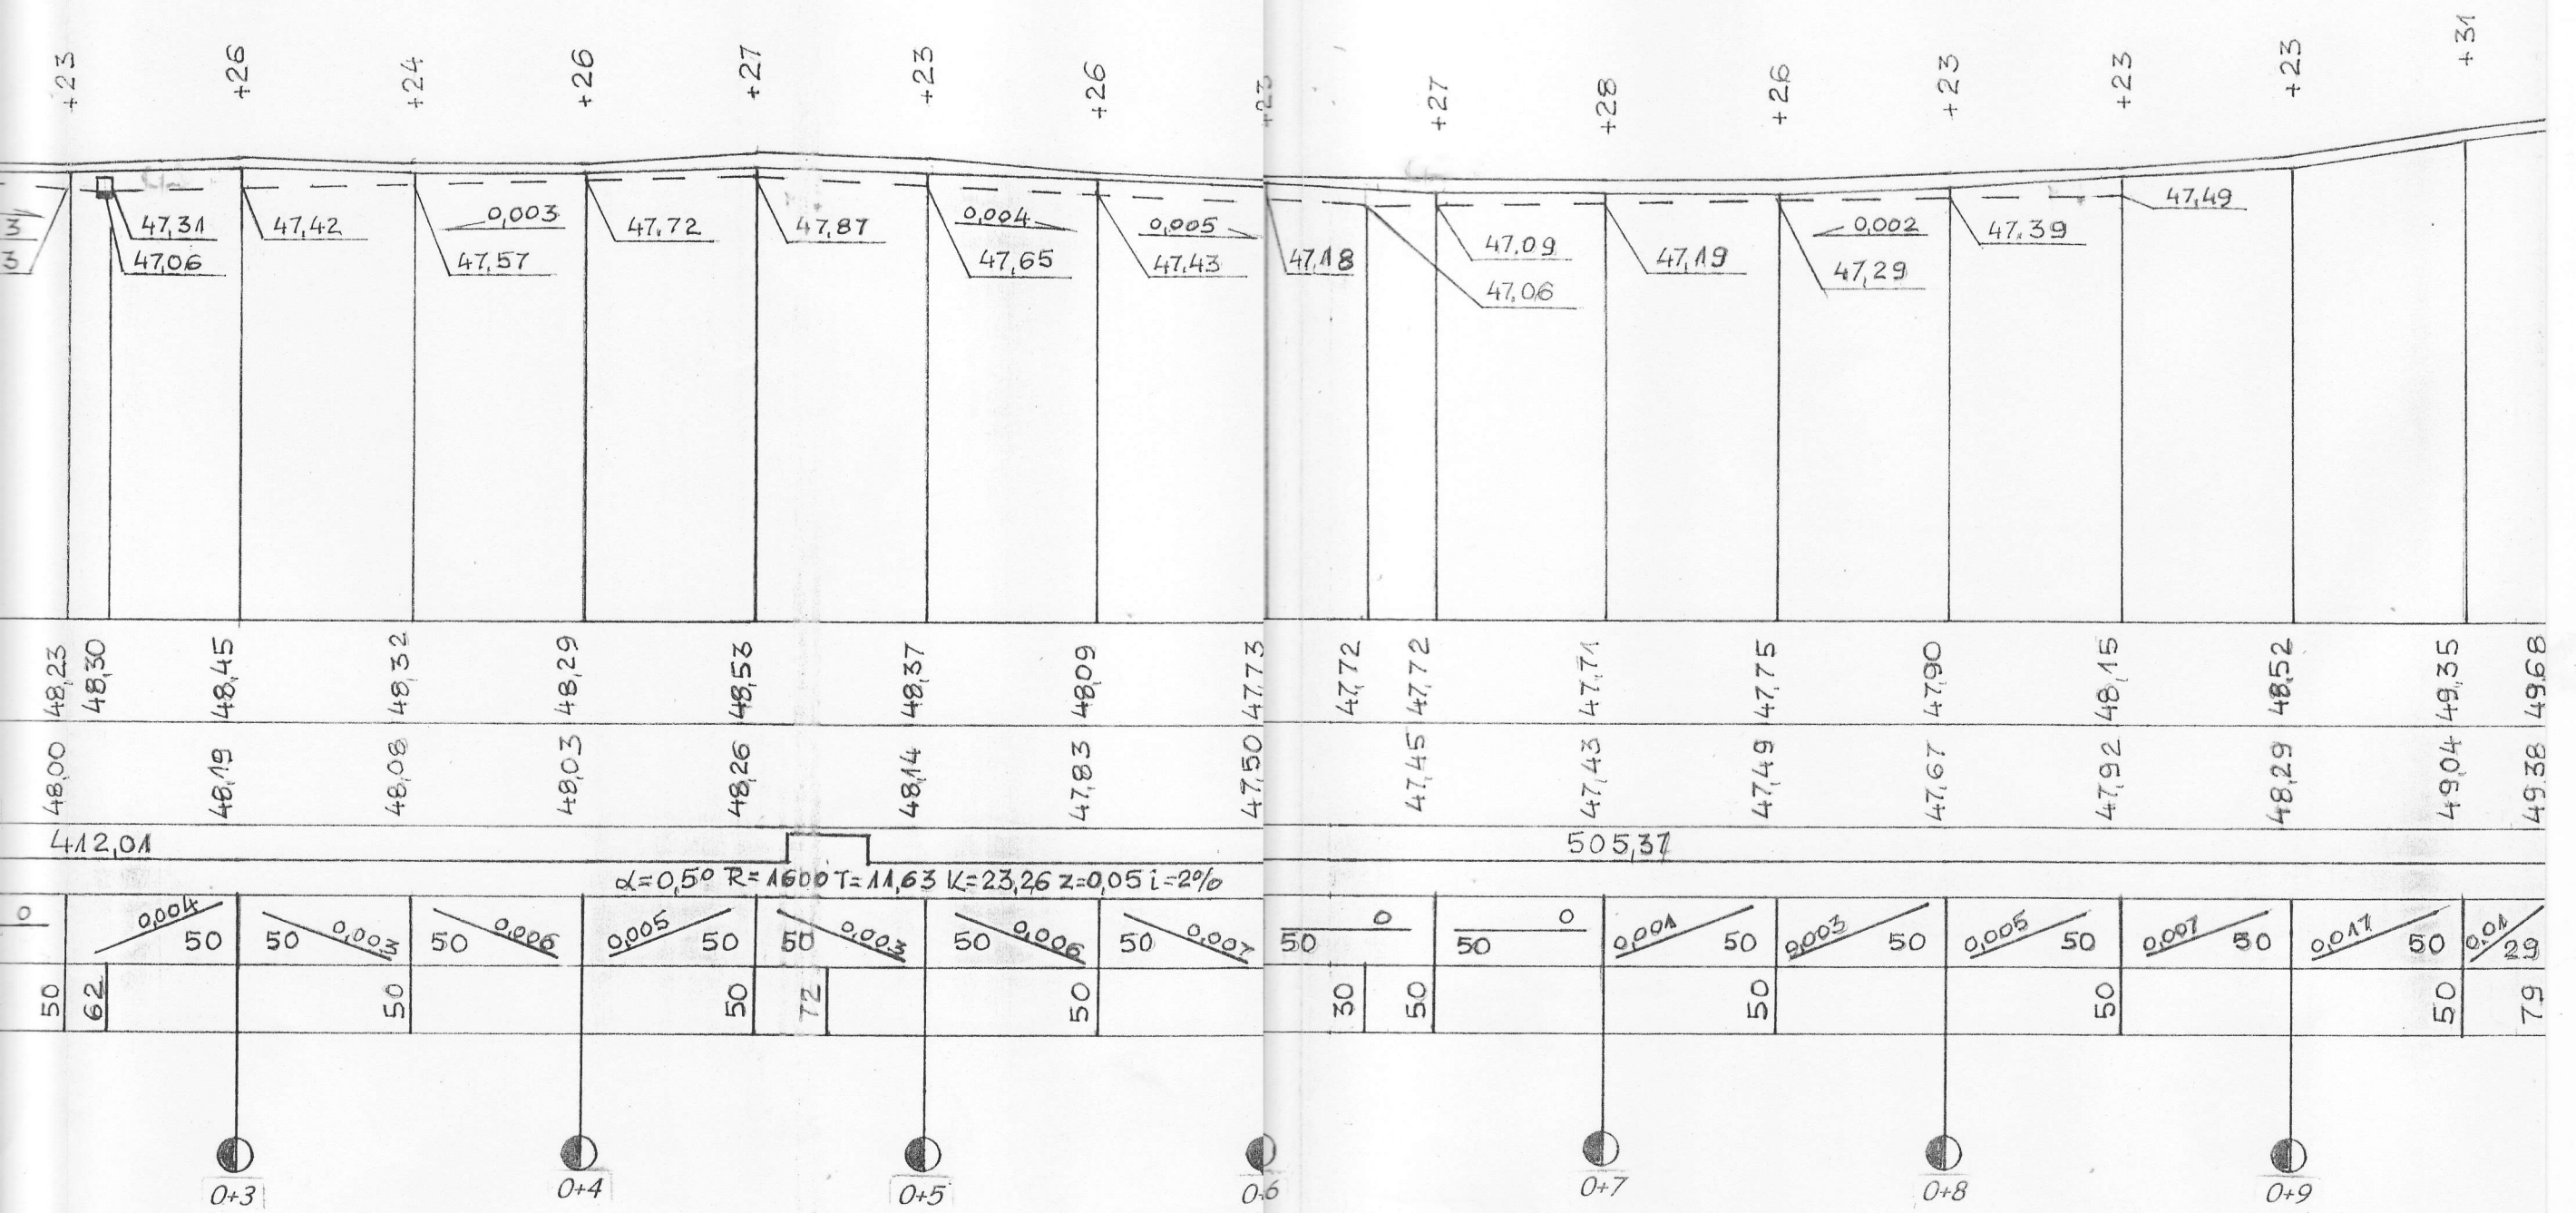 +23 +26 +24 +26 +27 +23 +26 +23 +27 +28 +26 +23 +23 +23 +31
3 47,31 47,42 0,003 47,72 47,87 0,004 0,005 47,09 0,002 47,39 47,49
3 47,06 47,57 47,65 47,43 47,18 47,19 47,29
47,06
48,23 48,30 48,45 48,32 48,29 48,53 48,37 48,09 47,73 47,72 47,72 47,71 47,75 47,90 48,15 48,52 49,35 49,68
48,00 48,19 48,08 48,03 48,26 48,14 47,83 47,50 47,45 47,43 47,49 47,67 47,92 48,29 49,04 49,38
412,01 505,37
α=0,5° R=1600 T=11,63 K=23,26 z=0,05 i=2%
0 0,004 0,003 0,006 0,005 0,003 0,006 0,007 0 0 0,001 0,003 0,005 0,007 0,017 0,01
50 50 50 50 50 50 50 50 50 50 50 50 50 50 29
50 62 50 50 72 50 30 50 50 50 50 79
0+3 0+4 0+5 0+6 0+7 0+8 0+9